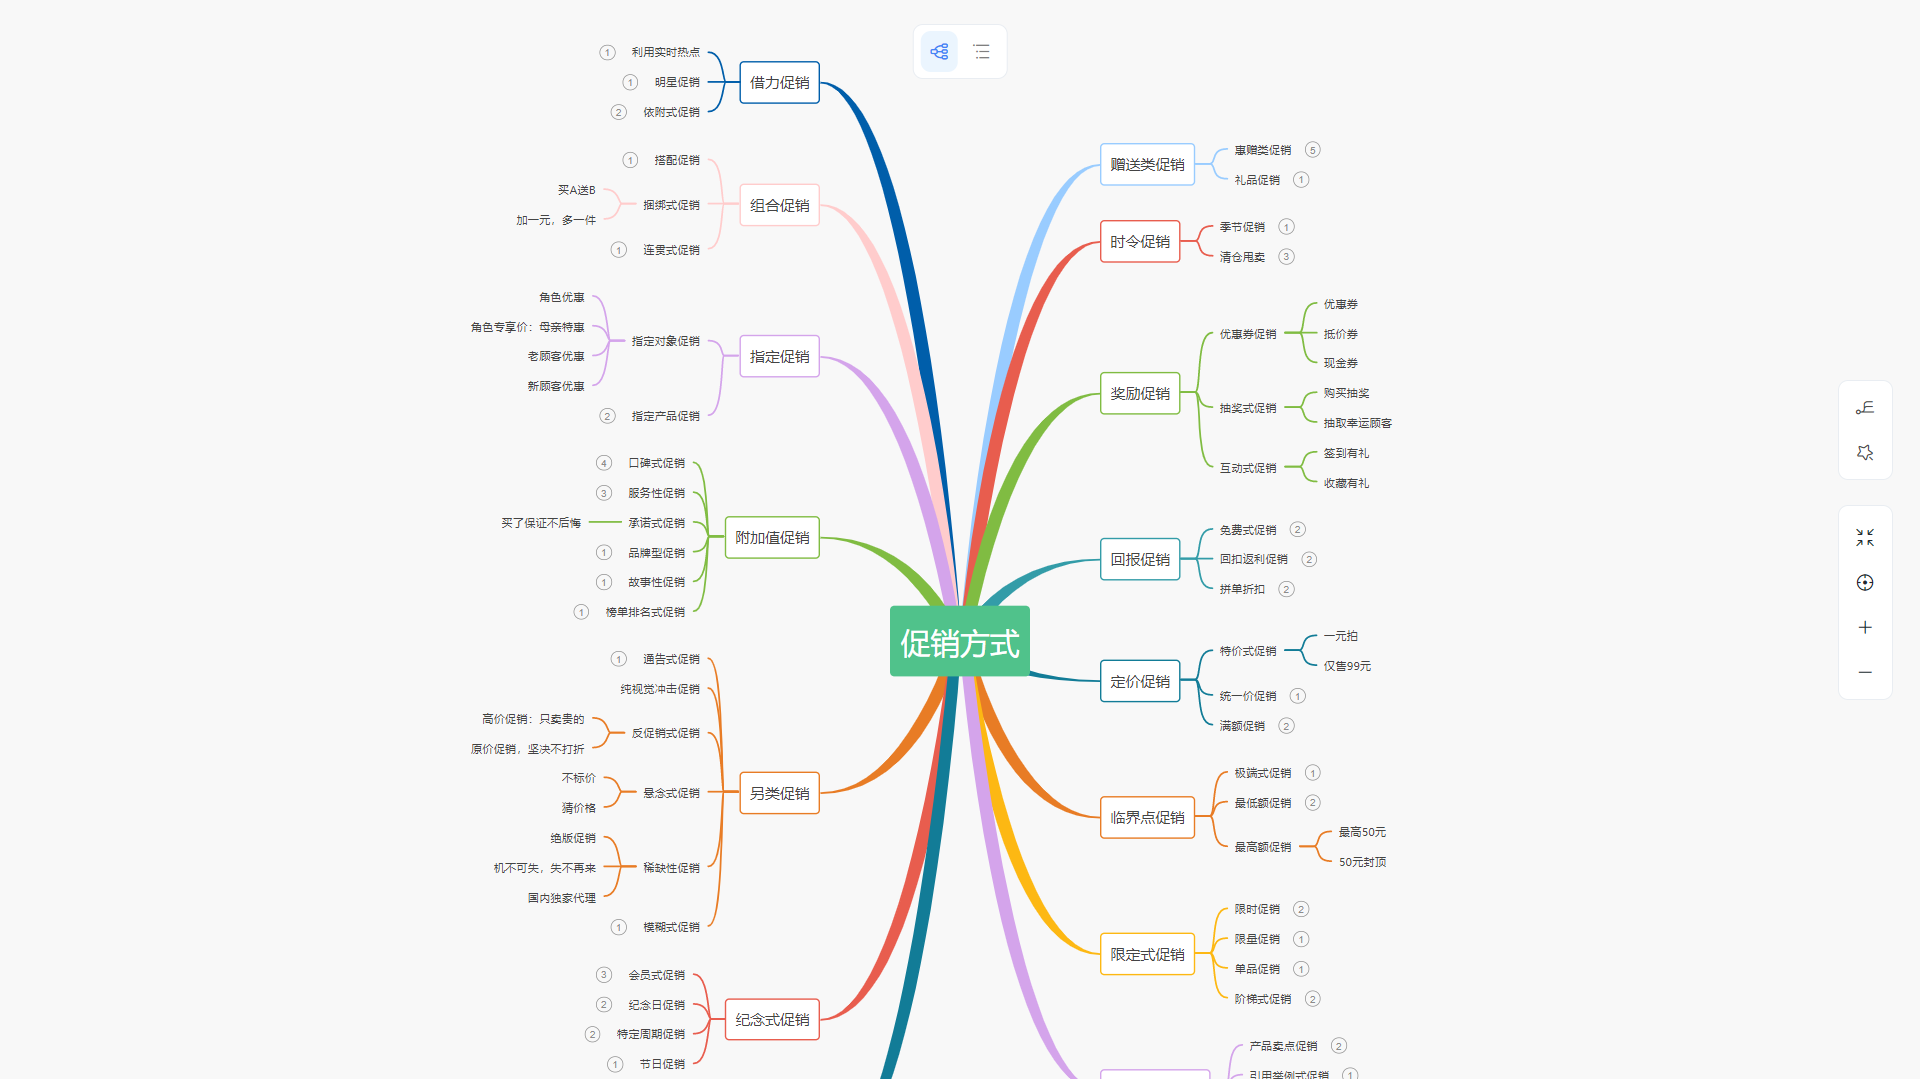 促销方式
借力促销
利用实时热点
1
明星促销
1
依附式促销
2
组合促销
搭配促销
1
捆绑式促销
买A送B
加一元，多一件
连贯式促销
1
指定促销
指定对象促销
角色优惠
角色专享价：母亲特惠
老顾客优惠
新顾客优惠
指定产品促销
2
附加值促销
口碑式促销
4
服务性促销
3
承诺式促销
买了保证不后悔
品牌型促销
1
故事性促销
1
榜单排名式促销
1
另类促销
通告式促销
1
纯视觉冲击促销
反促销式促销
高价促销：只卖贵的
原价促销，坚决不打折
悬念式促销
不标价
猜价格
稀缺性促销
绝版促销
机不可失，失不再来
国内独家代理
模糊式促销
1
纪念式促销
会员式促销
3
纪念日促销
2
特定周期促销
2
节日促销
1
赠送类促销
惠赠类促销
5
礼品促销
1
时令促销
季节促销
1
清仓甩卖
3
奖励促销
优惠券促销
优惠券
抵价券
现金券
抽奖式促销
购买抽奖
抽取幸运顾客
互动式促销
签到有礼
收藏有礼
回报促销
免费式促销
2
回扣返利促销
2
拼单折扣
2
定价促销
特价式促销
一元拍
仅售99元
统一价促销
1
满额促销
2
临界点促销
极端式促销
1
最低额促销
2
最高额促销
最高50元
50元封顶
限定式促销
限时促销
2
限量促销
1
单品促销
1
阶梯式促销
2
产品卖点促销
2
引用举例式促销
1